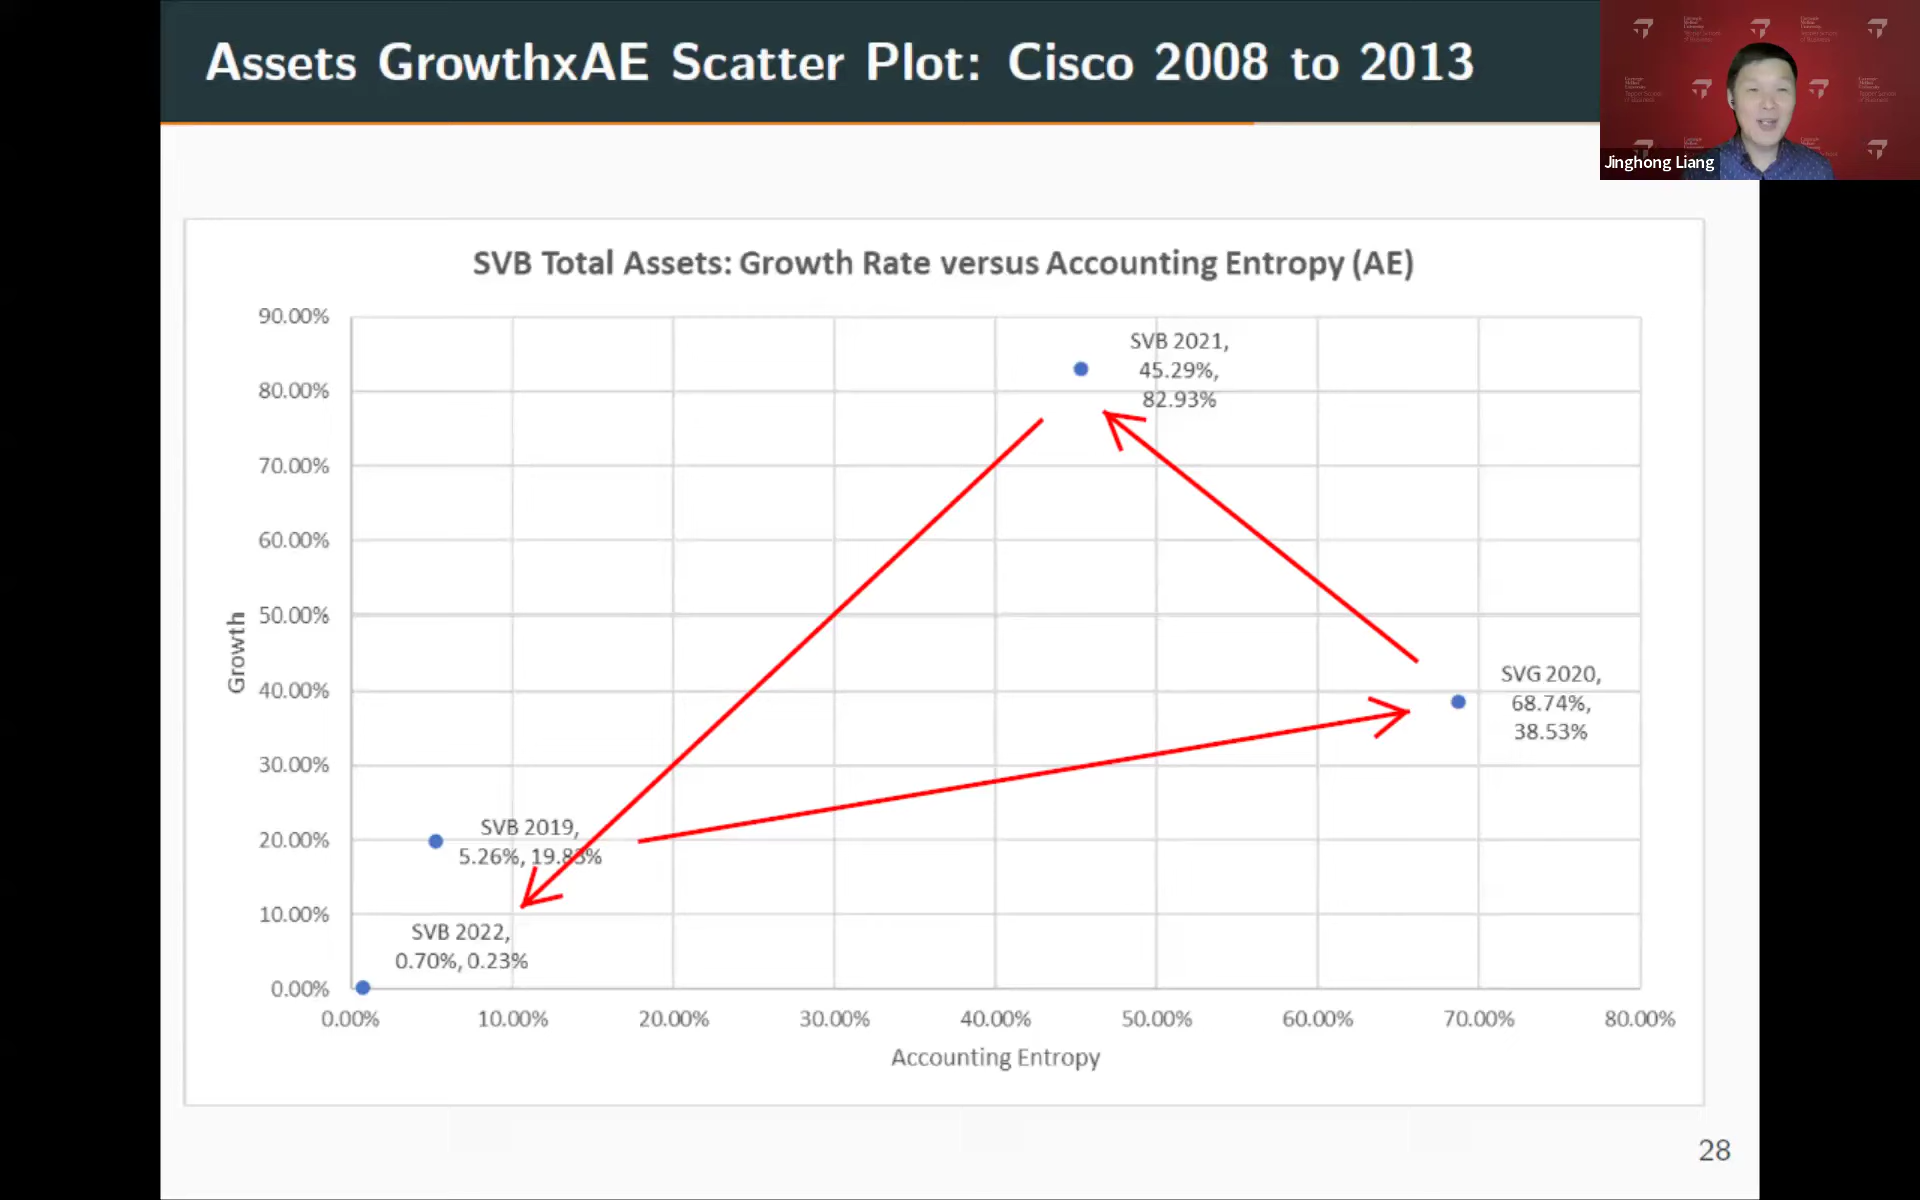 Assets GrowthxAE Scatter Plot: Cisco 2008 to 2013
Jinghong Liang
SVB Total Assets: Growth Rate versus Accounting Entropy (AE)
90.00%
80.00%
70.00%
60.00%
50.00%
40.00%
30.00%
20.00%
10.00%
0.00%
Growth
SVB 2021,
45.29%,
82.93%
SVG 2020,
68.74%,
38.53%
SVB 2019,
5.26%, 19.83%
SVB 2022,
0.70%, 0.23%
0.00%
10.00%
20.00%
30.00%
40.00%
50.00%
60.00%
70.00%
80.00%
Accounting Entropy
28